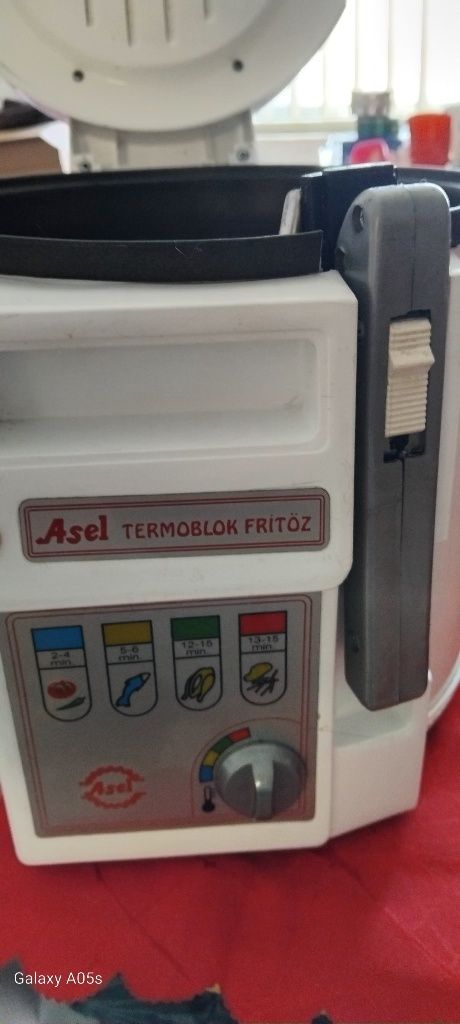 Asel TERMOBLOK FRİTÖZ
2-4 min.
5-6 min.
12-15 min.
13-15 min.
Asel
Galaxy A05s